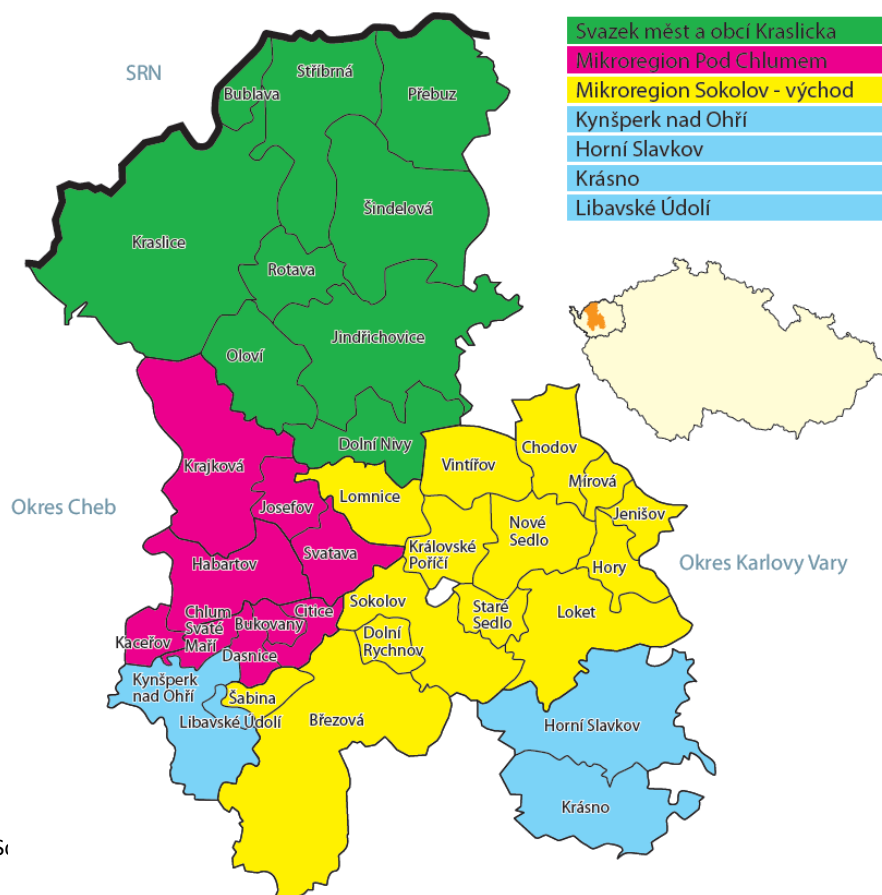 Svazek měst a obcí Kraslicka
Mikroregion Pod Chlumem
Mikroregion Sokolov - východ
Kynšperk nad Ohří
Horní Slavkov
Krásno
Libavské Údolí
SRN
Stříbrná
Bublava
Přebuz
Šindelová
Kraslice
Rotava
Jindřichovice
Oloví
Dolní Nivy
Chodov
Vintířov
Krajková
Mírová
Lomnice
Okres Cheb
Josefov
Jenišov
Nové
Sedlo
Svatava
Královské
Poříčí
Okres Karlovy Vary
Habartov
Hory
Sokolov
Citice
Chlum
Svaté
Maří
Bukovany
Staré
Sedlo
Loket
Dolní
Rychnov
Kaceřov
Dasnice
Kynšperk
nad Ohří
Šabina
Libavské Údolí
Březová
Horní Slavkov
Krásno